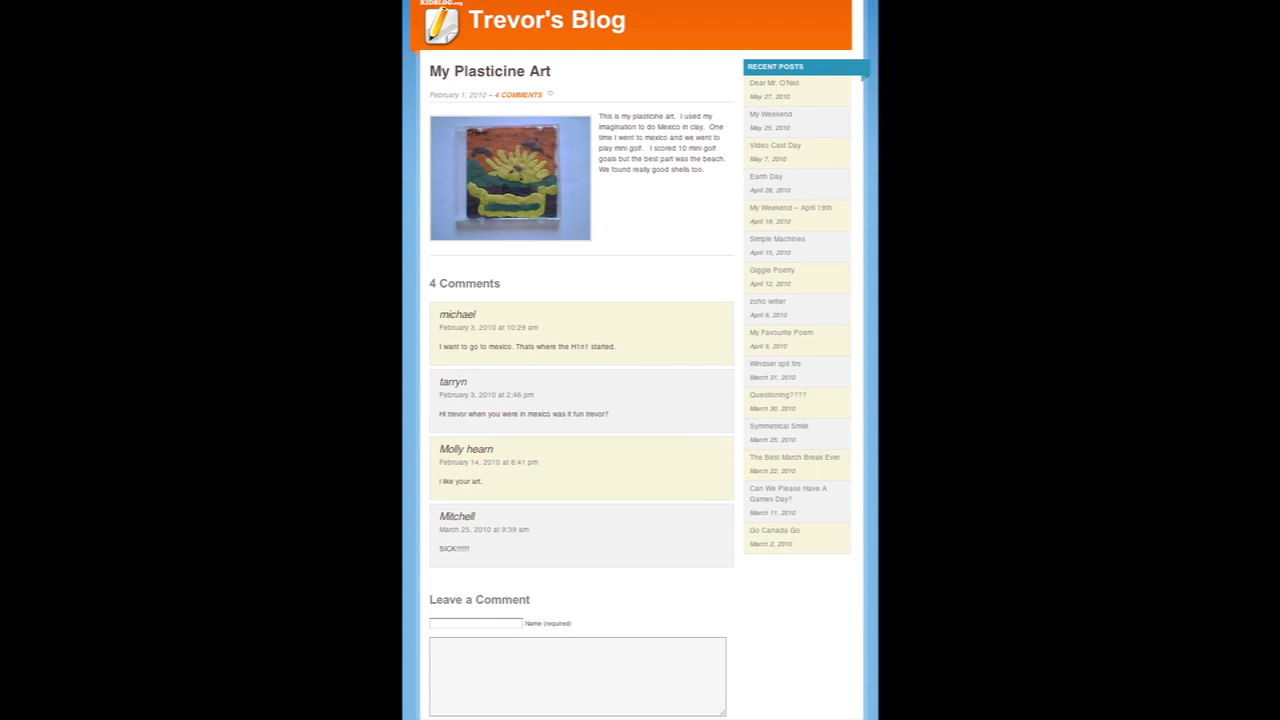 KIDBLOG.org
Trevor's Blog
My Plasticine Art
February 1, 2010 – 4 COMMENTS
This is my plasticine art. I used my
imagination to do Mexico in clay. One
time I went to mexico and we went to
play mini golf. I scored 10 mini golf
goals but the best part was the beach.
We found really good shells too.
4 Comments
michael
February 3, 2010 at 10:29 am
I want to go to mexico. Thats where the H1n1 started.
tarryn
February 3, 2010 at 2:46 pm
Hi trevor when you were in mexico was it fun trevor?
Molly hearn
February 14, 2010 at 8:41 pm
i like your art.
Mitchell
March 25, 2010 at 9:39 am
SICK!!!!!!!
Leave a Comment
Name (required)
RECENT POSTS
Dear Mr. O'Neil
May 27, 2010
My Weekend
May 25, 2010
Video Cast Day
May 7, 2010
Earth Day
April 28, 2010
My Weekend – April 19th
April 19, 2010
Simple Machines
April 15, 2010
Giggle Poetry
April 12, 2010
zoho writer
April 9, 2010
My Favourite Poem
April 9, 2010
Windser spit firs
March 31, 2010
Questioning????
March 30, 2010
Symmetrical Smile
March 25, 2010
The Best March Break Ever
March 22, 2010
Can We Please Have A
Games Day?
March 11, 2010
Go Canada Go
March 2, 2010